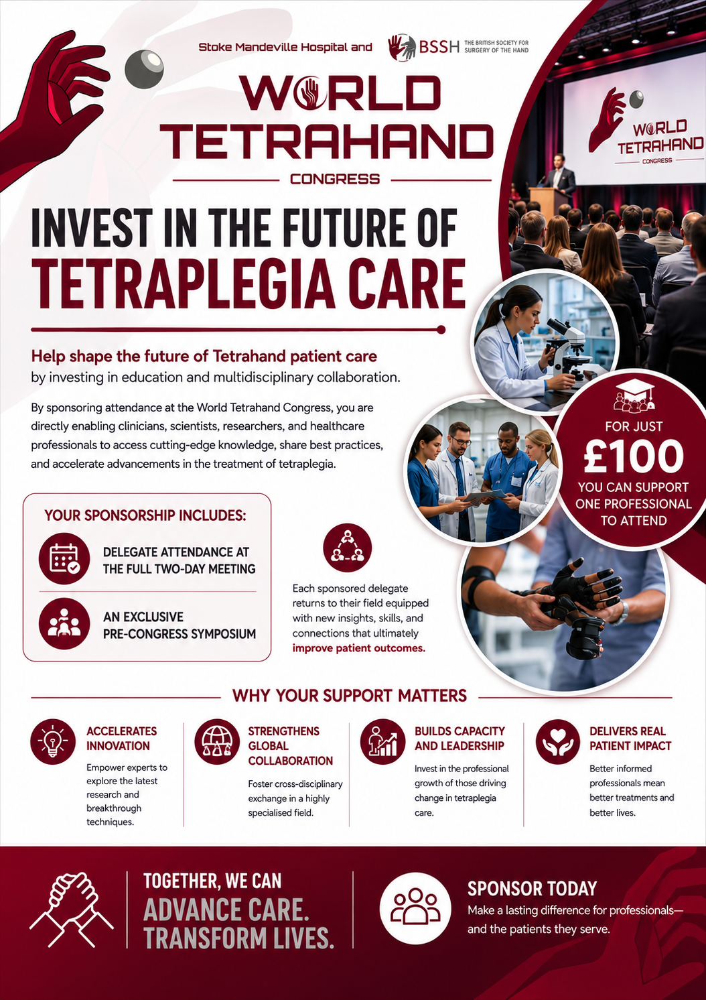 Stoke Mandeville Hospital and
BSSH
THE BRITISH SOCIETY FOR
SURGERY OF THE HAND
WORLD
TETRAHAND
CONGRESS
WORLD
TETRAHAND
CONGRESS
INVEST IN THE FUTURE OF
TETRAPLEGIA CARE
Help shape the future of Tetrahand patient care
by investing in education and multidisciplinary collaboration.
By sponsoring attendance at the World Tetrahand Congress, you are
directly enabling clinicians, scientists, researchers, and healthcare
professionals to access cutting-edge knowledge, share best practices,
and accelerate advancements in the treatment of tetraplegia.
FOR JUST
£100
YOU CAN SUPPORT
ONE PROFESSIONAL
TO ATTEND
YOUR SPONSORSHIP INCLUDES:
DELEGATE ATTENDANCE AT
THE FULL TWO-DAY MEETING
AN EXCLUSIVE
PRE-CONGRESS SYMPOSIUM
Each sponsored delegate
returns to their field equipped
with new insights, skills, and
connections that ultimately
improve patient outcomes.
WHY YOUR SUPPORT MATTERS
ACCELERATES
INNOVATION
Empower experts to
explore the latest
research and
breakthrough
techniques.
STRENGTHENS
GLOBAL
COLLABORATION
Foster cross-disciplinary
exchange in a highly
specialised field.
BUILDS CAPACITY
AND LEADERSHIP
Invest in the professional
growth of those driving
change in tetraplegia
care.
DELIVERS REAL
PATIENT IMPACT
Better informed
professionals mean
better treatments and
better lives.
TOGETHER, WE CAN
ADVANCE CARE.
TRANSFORM LIVES.
SPONSOR TODAY
Make a lasting difference for professionals—
and the patients they serve.